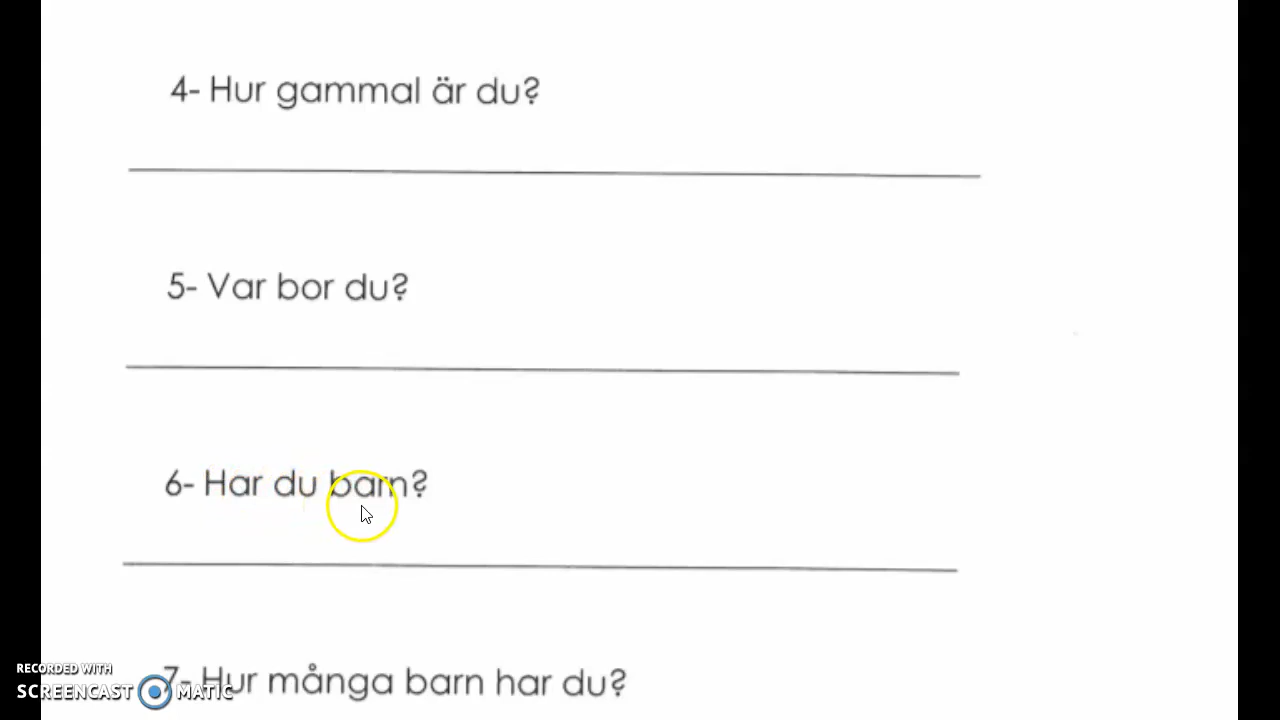 4- Hur gammal är du?
5- Var bor du?
6- Har du barn?
7- Hur många barn har du?
RECORDED WITH
SCREENCAST MATIC